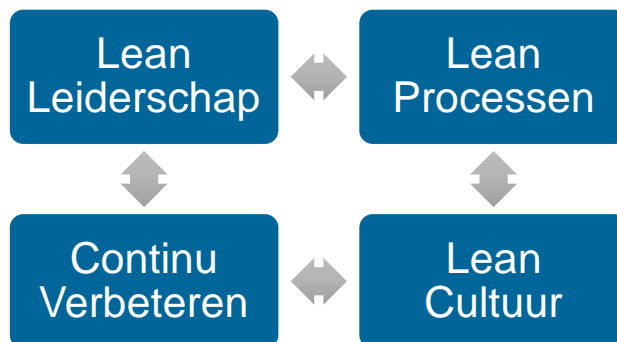 Lean
Leiderschap
Lean
Processen
Continu
Verbeteren
Lean
Cultuur